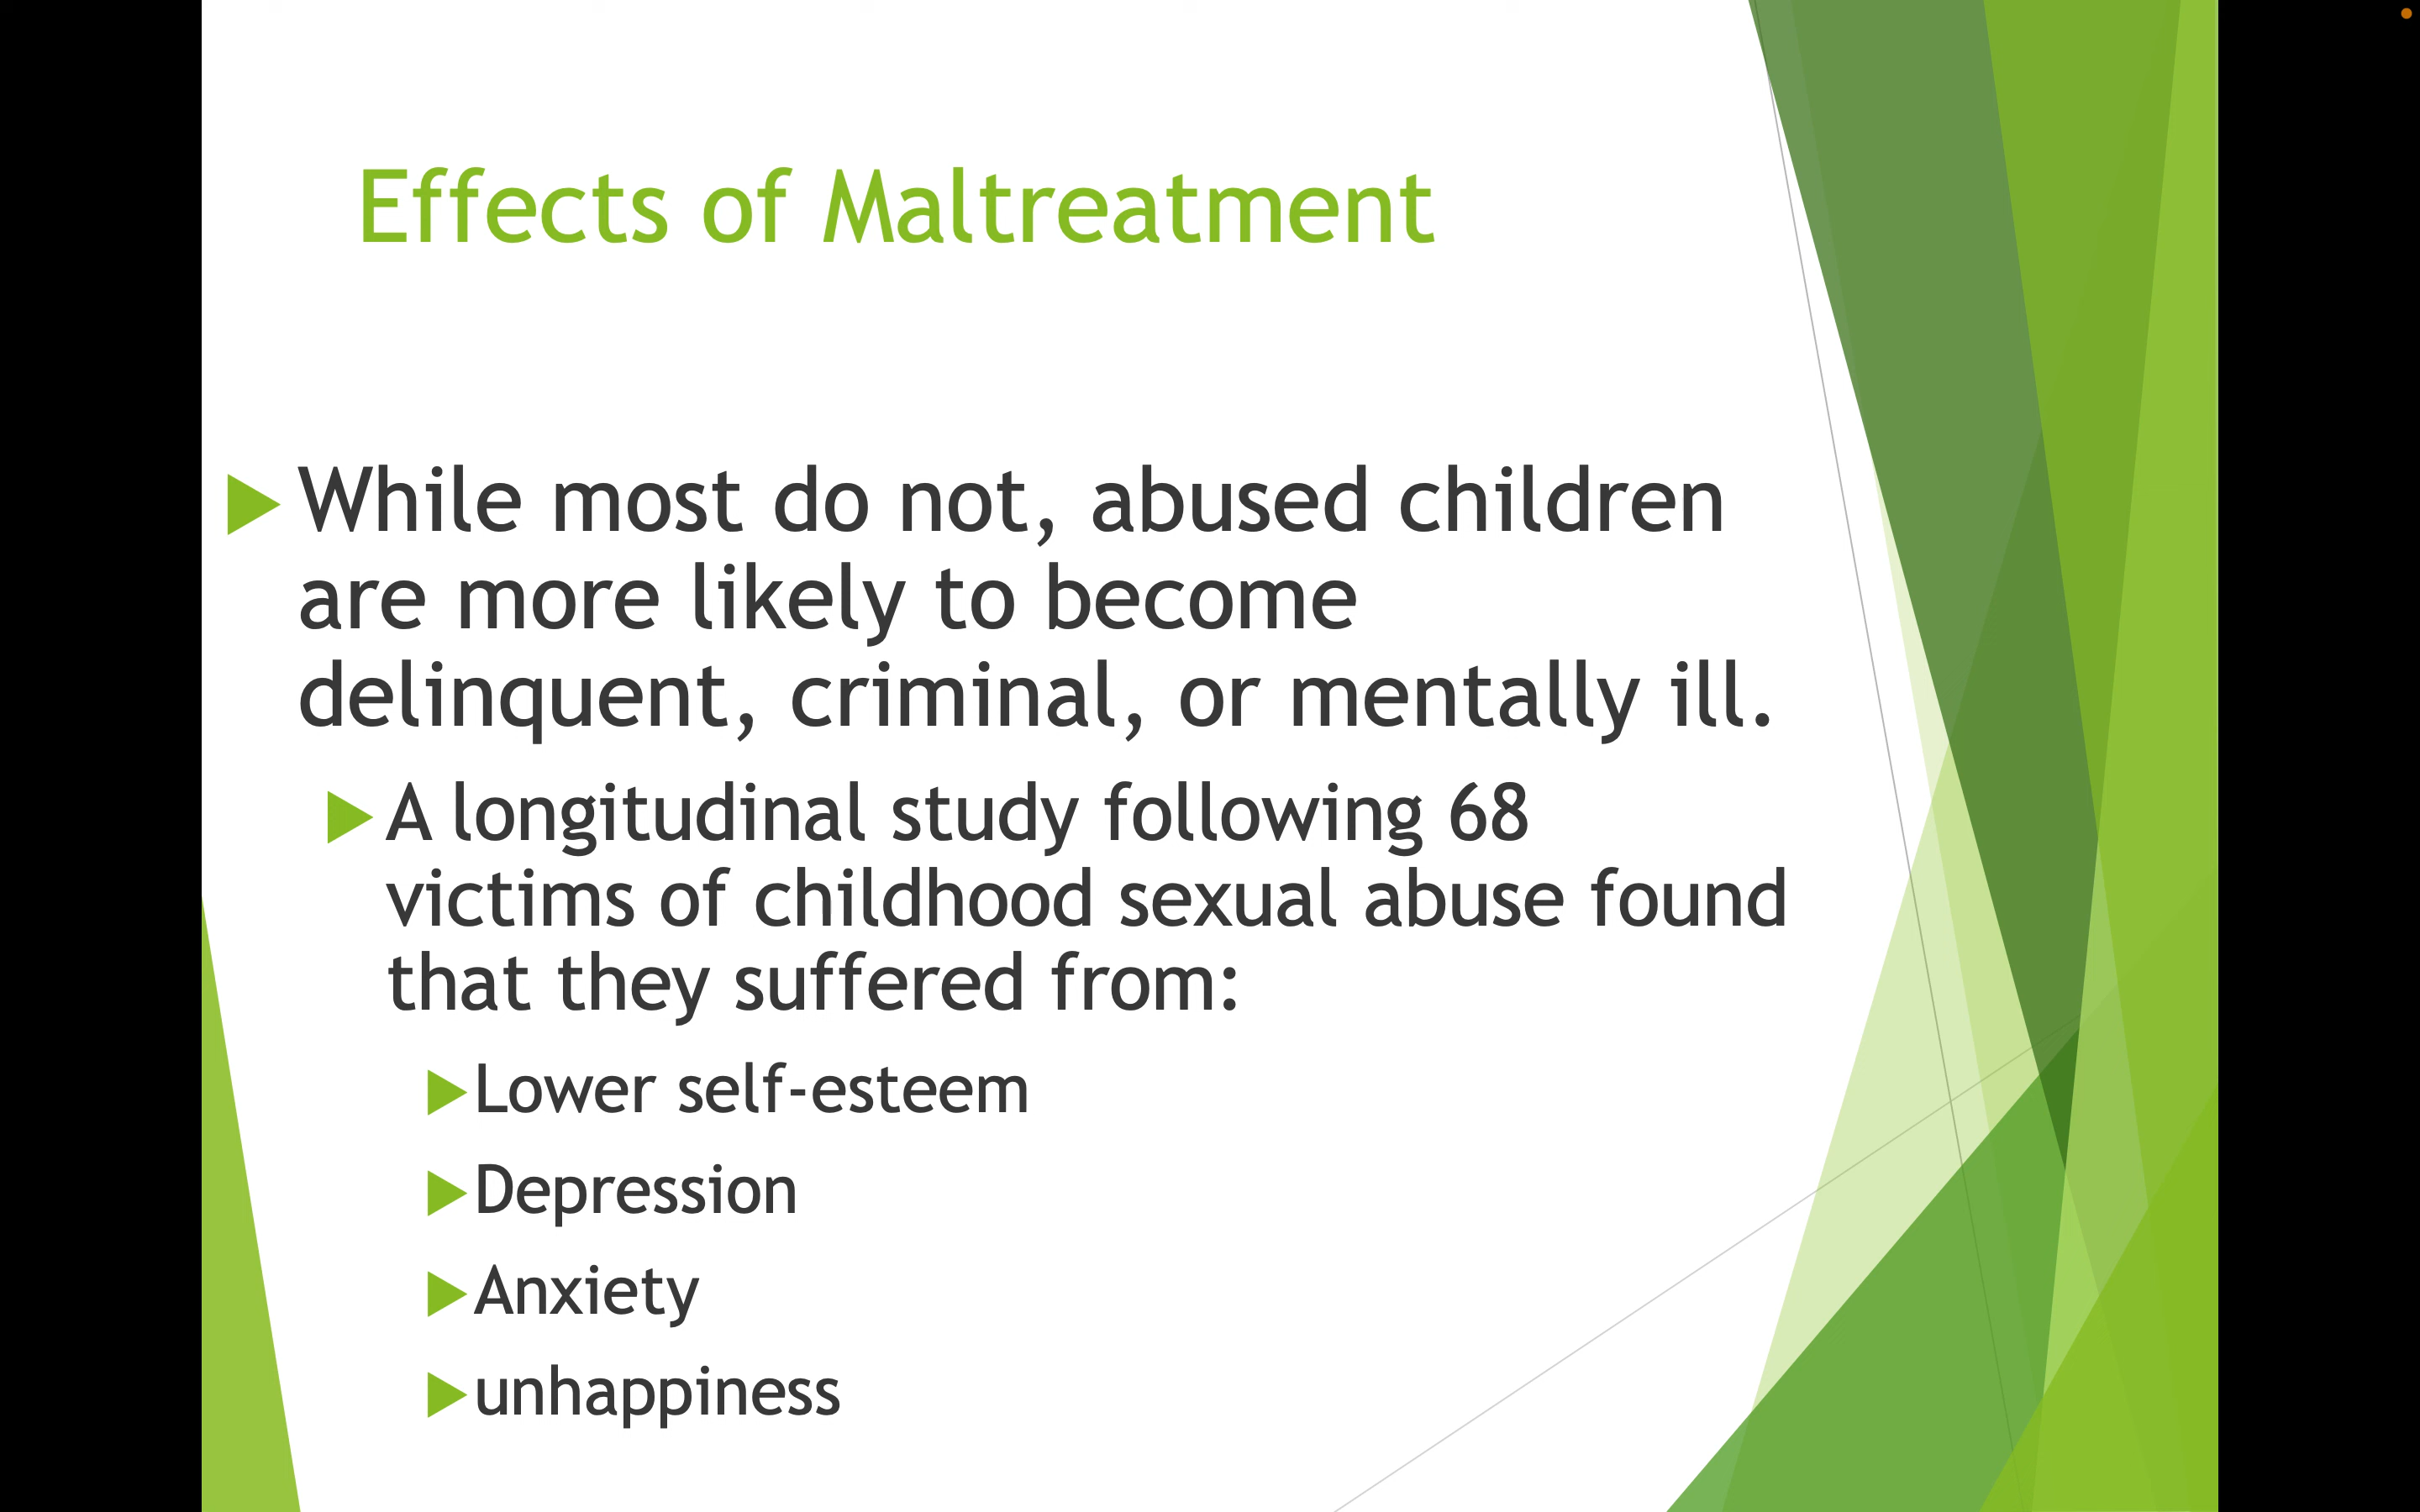 Effects of Maltreatment
While most do not, abused children
are more likely to become
delinquent, criminal, or mentally ill.
A longitudinal study following 68
victims of childhood sexual abuse found
that they suffered from:
Lower self-esteem
Depression
Anxiety
unhappiness